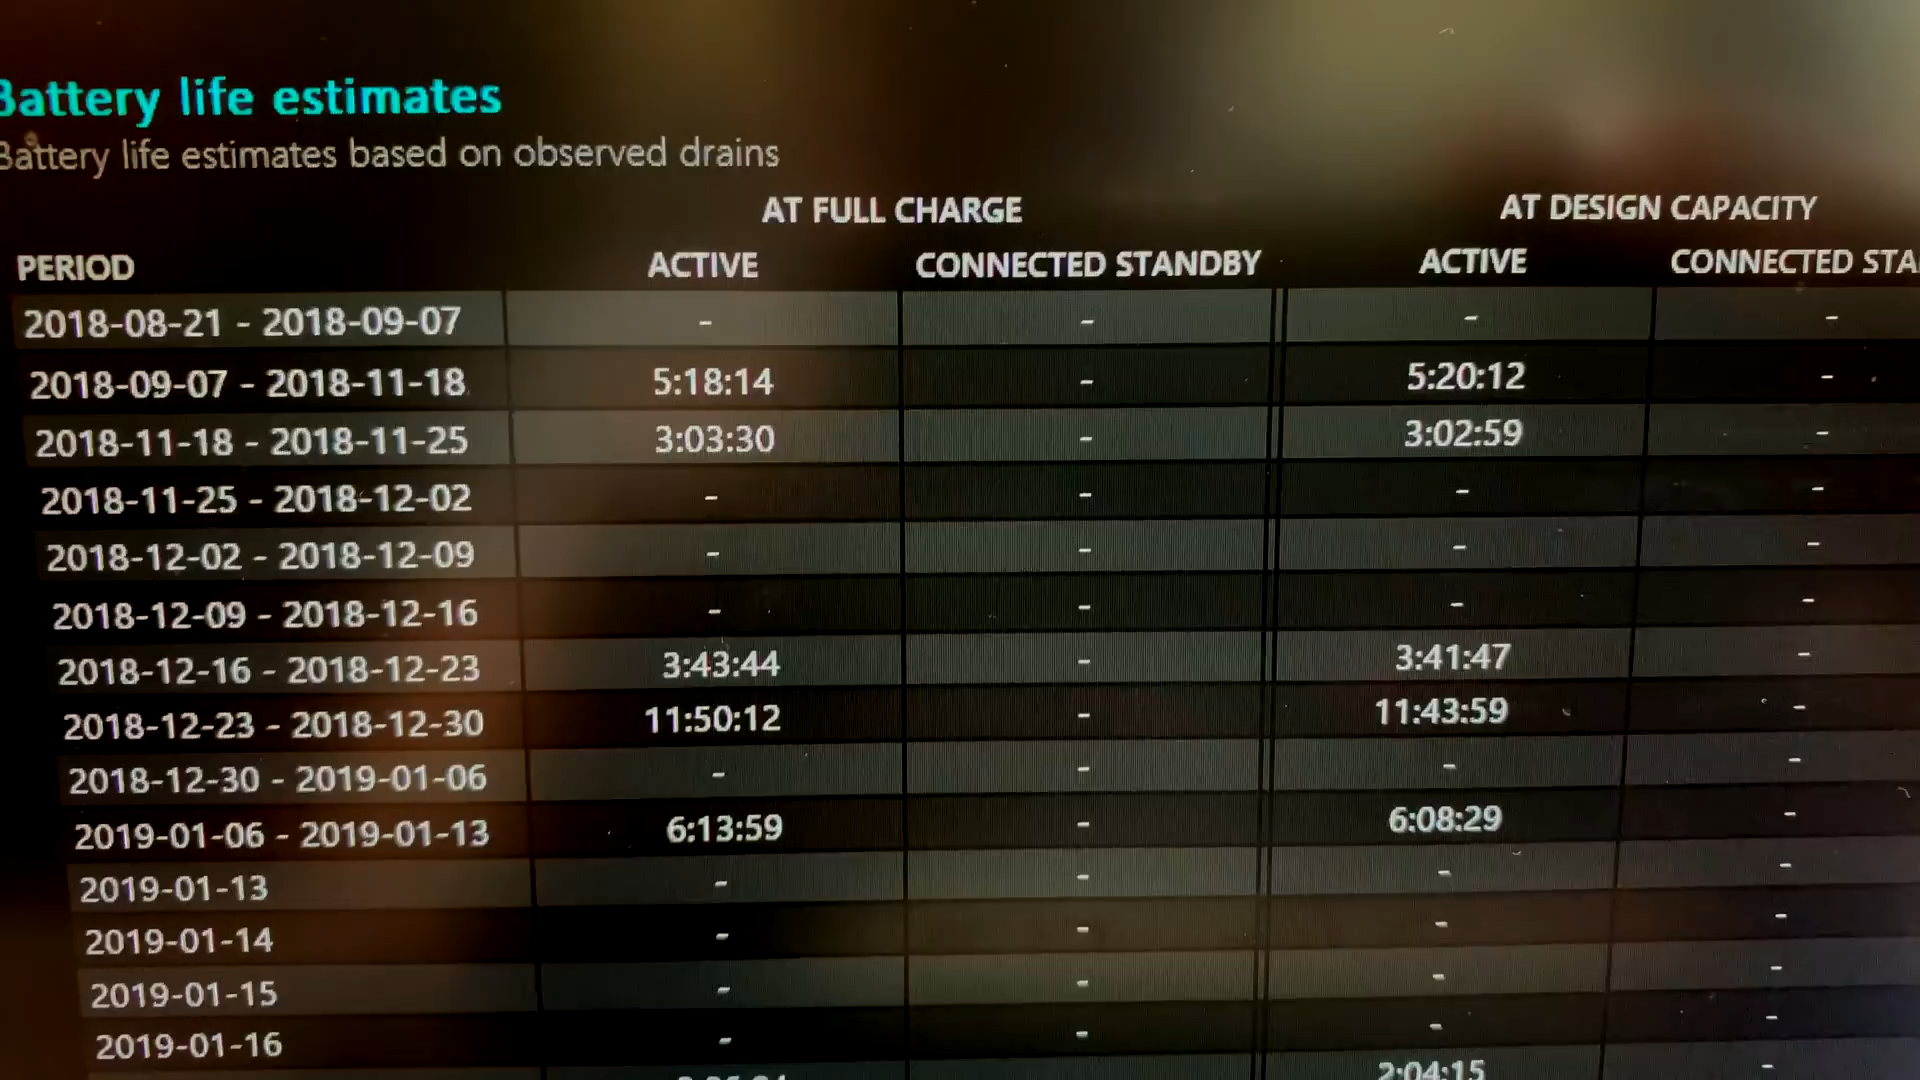 Battery life estimates
Battery life estimates based on observed drains
AT FULL CHARGE AT DESIGN CAPACITY
PERIOD ACTIVE CONNECTED STANDBY ACTIVE CONNECTED STA
2018-08-21 - 2018-09-07 - - - -
2018-09-07 - 2018-11-18 5:18:14 - 5:20:12 -
2018-11-18 - 2018-11-25 3:03:30 - 3:02:59 -
2018-11-25 - 2018-12-02 - - - -
2018-12-02 - 2018-12-09 - - - -
2018-12-09 - 2018-12-16 - - - -
2018-12-16 - 2018-12-23 3:43:44 - 3:41:47 -
2018-12-23 - 2018-12-30 11:50:12 - 11:43:59 -
2018-12-30 - 2019-01-06 - - - -
2019-01-06 - 2019-01-13 6:13:59 - 6:08:29 -
2019-01-13 - - - -
2019-01-14 - - - -
2019-01-15 - - - -
2019-01-16 - - - -
2:04:15 -